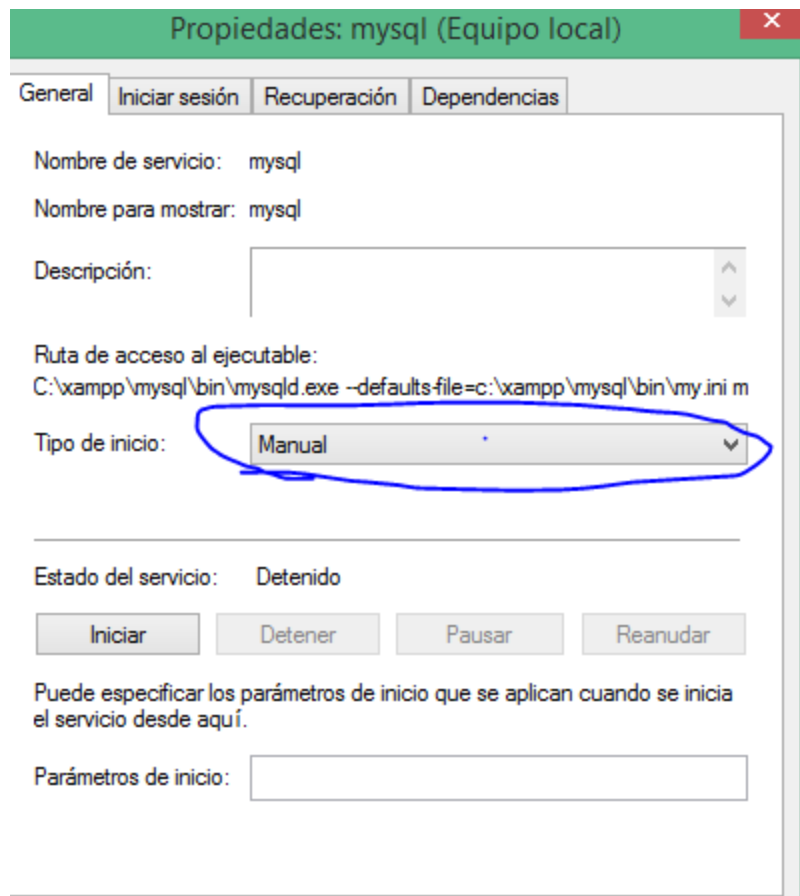 Propiedades: mysql (Equipo local)
General Iniciar sesión Recuperación Dependencias
Nombre de servicio: mysql
Nombre para mostrar: mysql
Descripción:
Ruta de acceso al ejecutable:
C:\xampp\mysql\bin\mysqld.exe --defaults-file=c:\xampp\mysql\bin\my.ini m
Tipo de inicio: Manual
Estado del servicio: Detenido
Iniciar Detener Pausar Reanudar
Puede especificar los parámetros de inicio que se aplican cuando se inicia
el servicio desde aquí.
Parámetros de inicio: